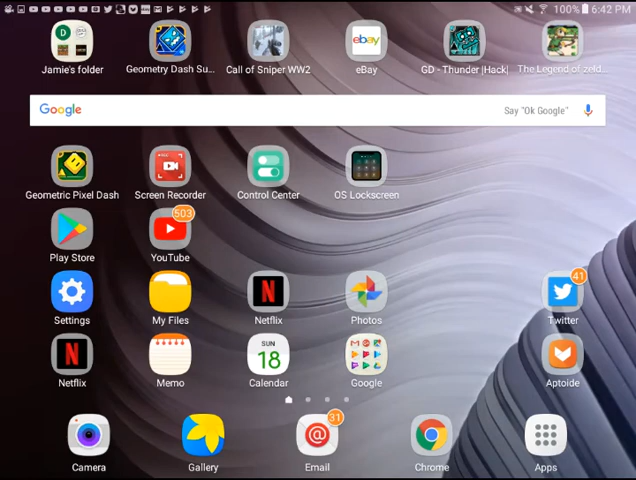 100% 6:42 PM
Jamie's folder
Geometry Dash Su...
Call of Sniper WW2
ebay
eBay
GD - Thunder |Hack|
The Legend of zeld...
Google
Say "Ok Google"
Geometric Pixel Dash
Screen Recorder
Control Center
OS Lockscreen
503
Play Store
YouTube
41
Settings
My Files
Netflix
Photos
Twitter
SUN
18
Netflix
Memo
Calendar
Google
Aptoide
31
Camera
Gallery
Email
Chrome
Apps